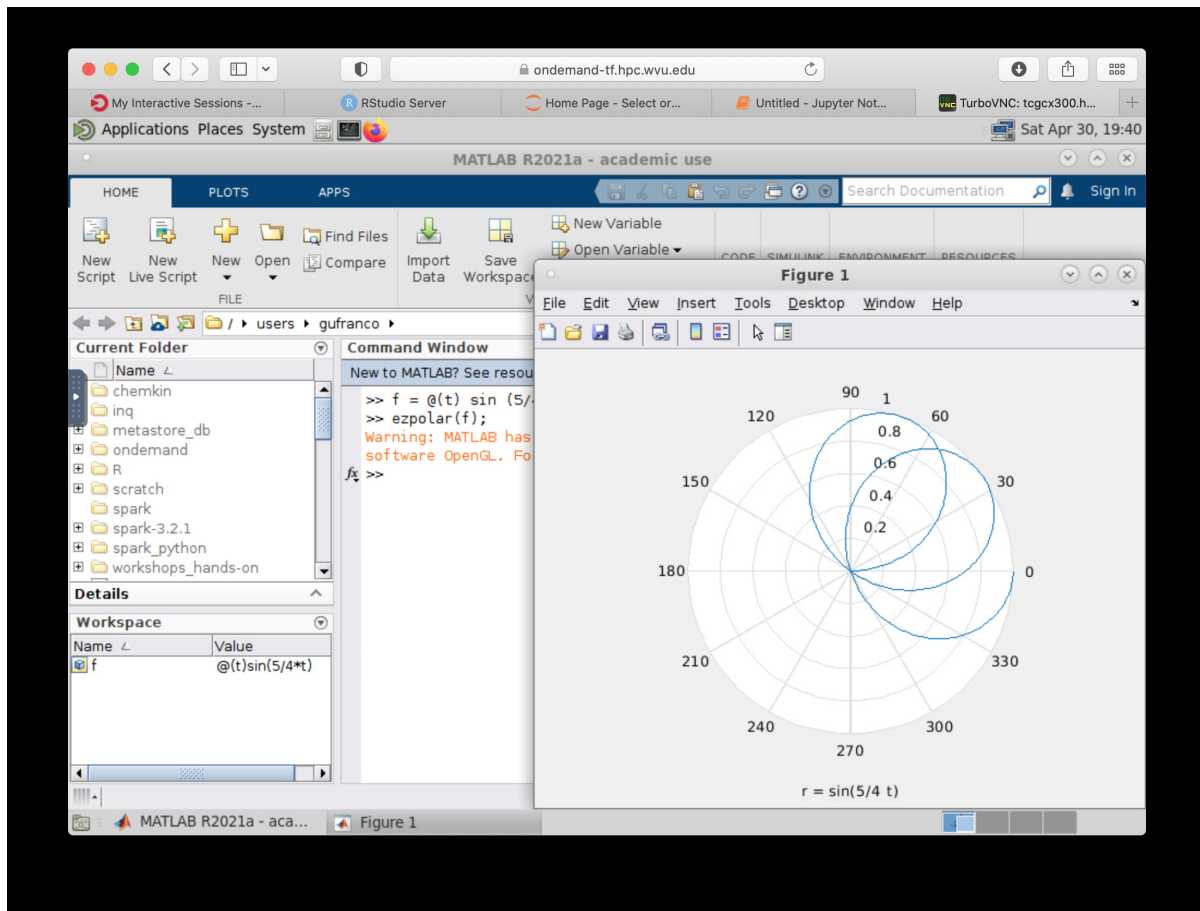 ondemand-tf.hpc.wvu.edu
My Interactive Sessions -... R RStudio Server Home Page - Select or... Untitled - Jupyter Not... VNC TurboVNC: tcgcx300.h... +
Applications Places System Sat Apr 30, 19:40
MATLAB R2021a - academic use
HOME PLOTS APPS Search Documentation Sign In
New Script New Live Script New Open Find Files Compare Import Data Save Workspace New Variable Open Variable
FILE V CODE SIMULINK ENVIRONMENT RESOURCES
/ users gufranco
Current Folder
Name
chemkin
inq
metastore_db
ondemand
R
scratch
spark
spark-3.2.1
spark_python
workshops_hands-on
Details
Workspace
Name Value
f @(t)sin(5/4*t)
Command Window
New to MATLAB? See resou
>> f = @(t) sin (5/
>> ezpolar(f);
Warning: MATLAB has
software OpenGL. Fo
fx >>
Figure 1
File Edit View Insert Tools Desktop Window Help
90 1
120 60
0.8
0.6
150 30
0.4
0.2
180 0
210 330
240 300
270
r = sin(5/4 t)
MATLAB R2021a - aca... Figure 1